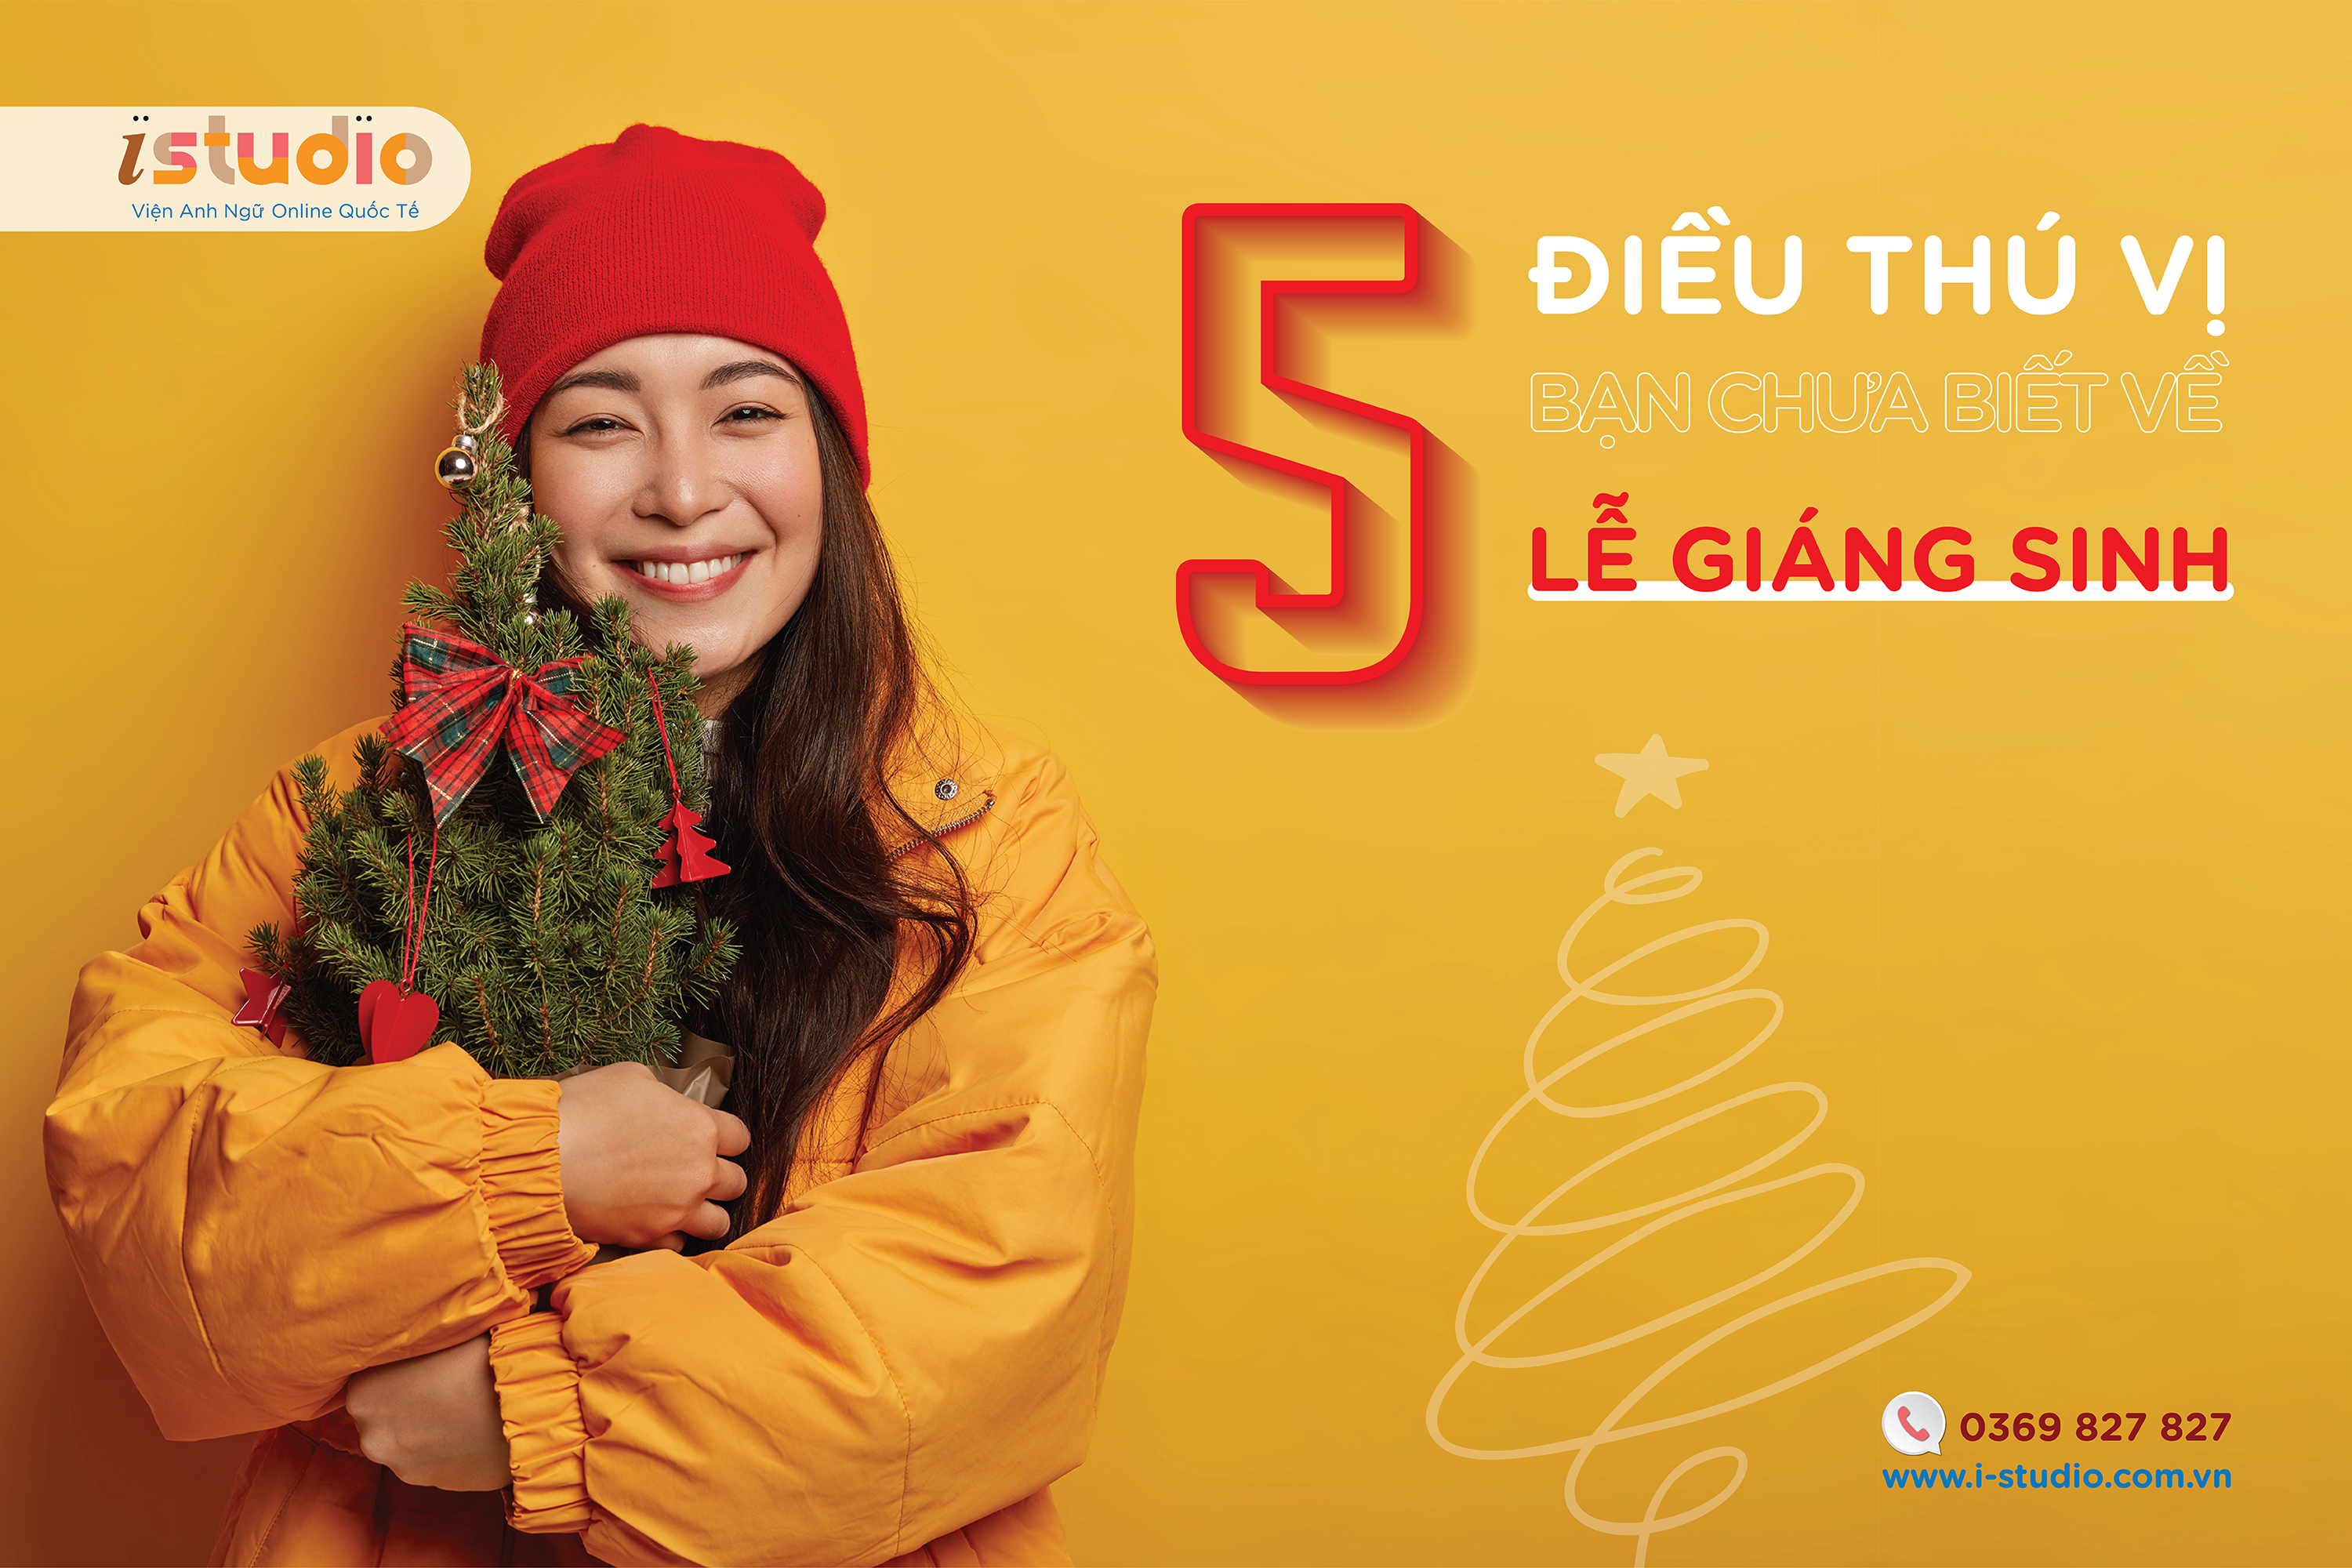 ïstudïo
Viện Anh Ngữ Online Quốc Tế
5
ĐIỀU THÚ VỊ
BẠN CHƯA BIẾT VỀ
LỄ GIÁNG SINH
0369 827 827
www.i-studio.com.vn